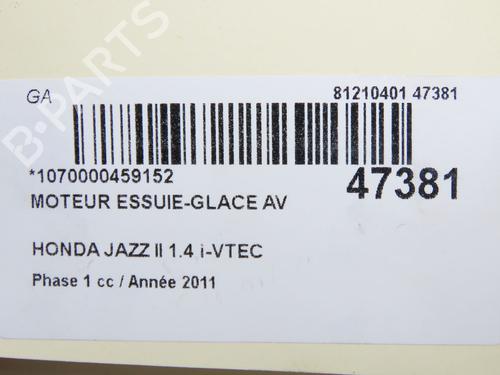 GA
81210401 47381
B-PARTS
*1070000459152
47381
MOTEUR ESSUIE-GLACE AV
HONDA JAZZ II 1.4 i-VTEC
Phase 1 cc / Année 2011